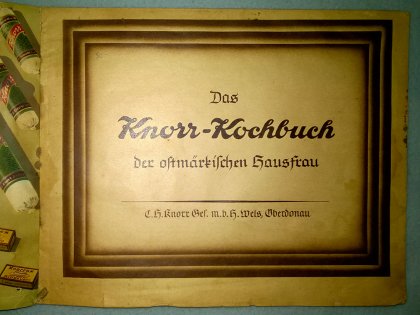 Das
Knorr-Kochbuch
der ostmärkischen Hausfrau
C.H. Knorr Ges. m.b.H. Wels, Oberdonau